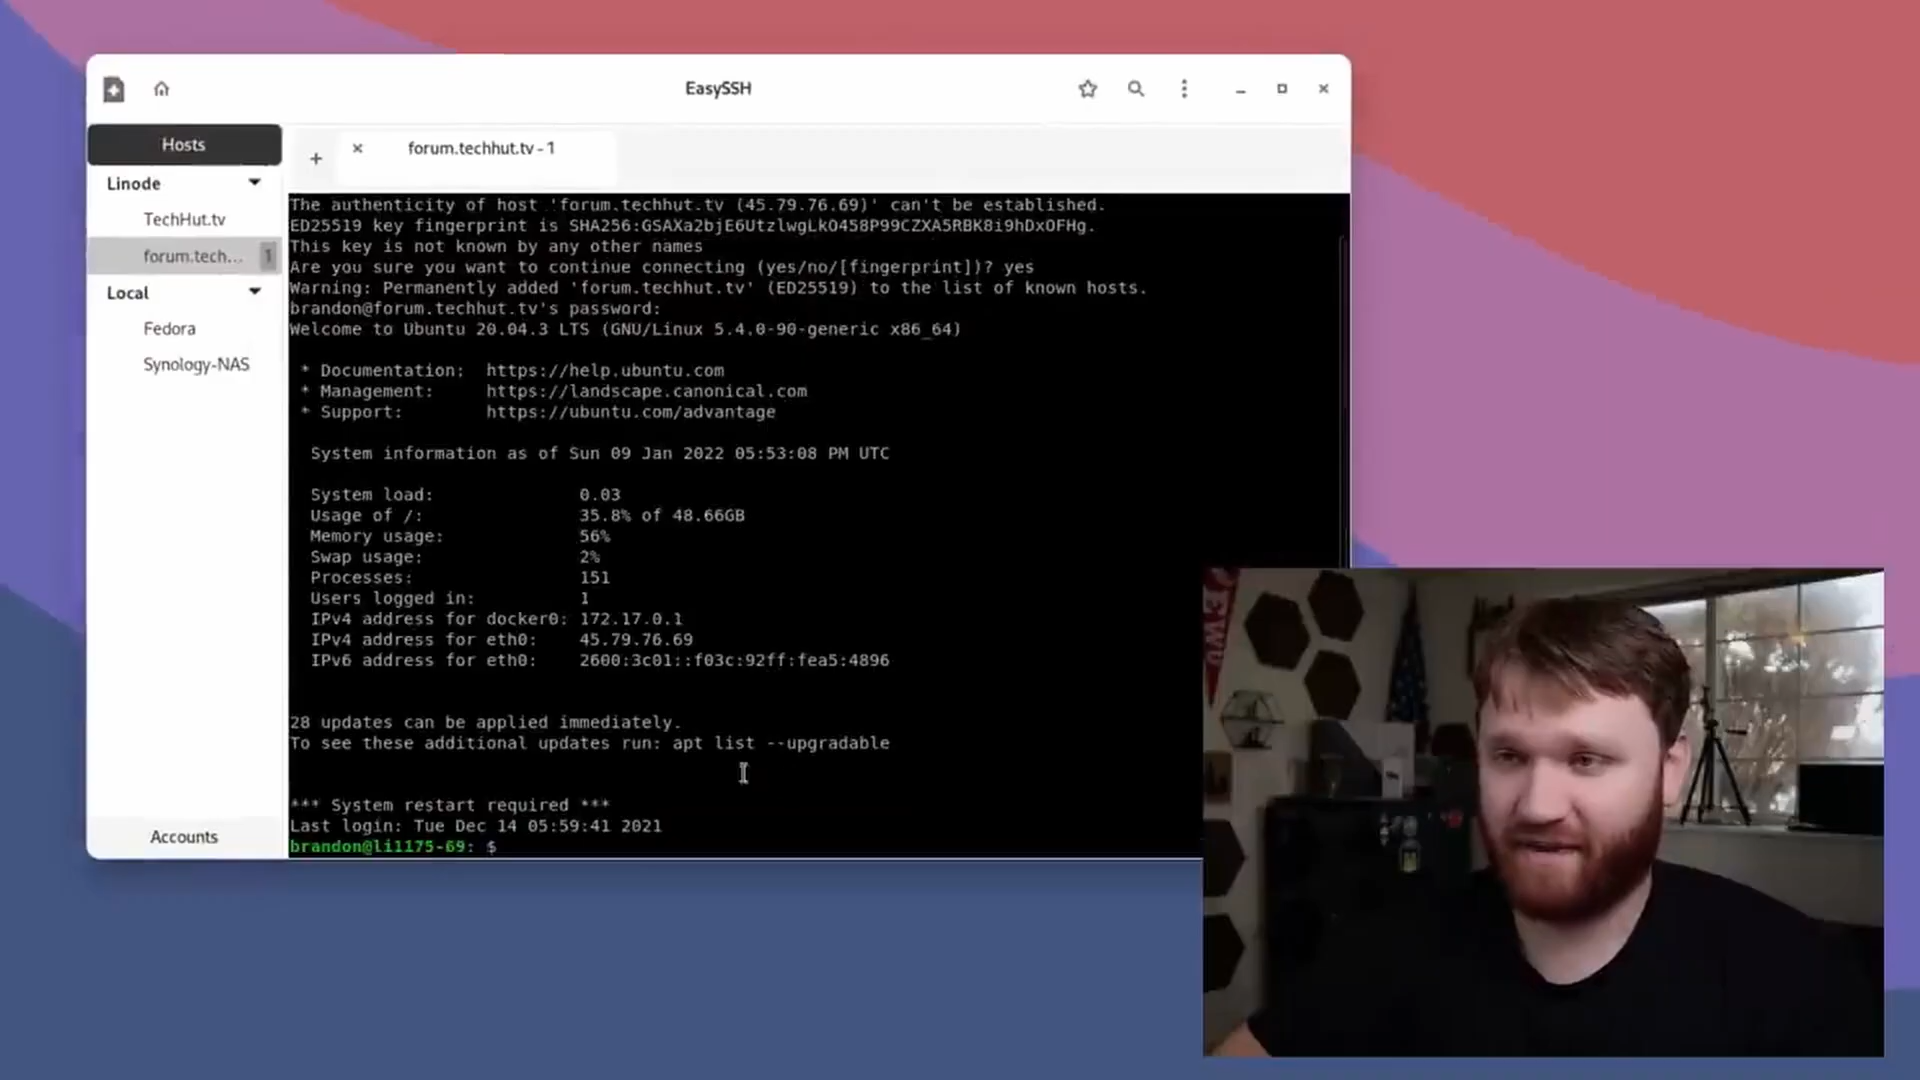 EasySSH
Hosts
Linode
TechHut.tv
forum.tech... 1
Local
Fedora
Synology-NAS
Accounts
+ × forum.techhut.tv - 1
The authenticity of host 'forum.techhut.tv (45.79.76.69)' can't be established.
ED25519 key fingerprint is SHA256:GSAXa2bjE6UtzlwgLkO458P99CZXA5RBK8i9hDxOFHg.
This key is not known by any other names
Are you sure you want to continue connecting (yes/no/[fingerprint])? yes
Warning: Permanently added 'forum.techhut.tv' (ED25519) to the list of known hosts.
brandon@forum.techhut.tv's password:
Welcome to Ubuntu 20.04.3 LTS (GNU/Linux 5.4.0-90-generic x86_64)
* Documentation: https://help.ubuntu.com
* Management: https://landscape.canonical.com
* Support: https://ubuntu.com/advantage
System information as of Sun 09 Jan 2022 05:53:08 PM UTC
System load: 0.03
Usage of /: 35.8% of 48.66GB
Memory usage: 56%
Swap usage: 2%
Processes: 151
Users logged in: 1
IPv4 address for docker0: 172.17.0.1
IPv4 address for eth0: 45.79.76.69
IPv6 address for eth0: 2600:3c01::f03c:92ff:fea5:4896
28 updates can be applied immediately.
To see these additional updates run: apt list --upgradable
*** System restart required ***
Last login: Tue Dec 14 05:59:41 2021
brandon@li1175-69: $
EWU